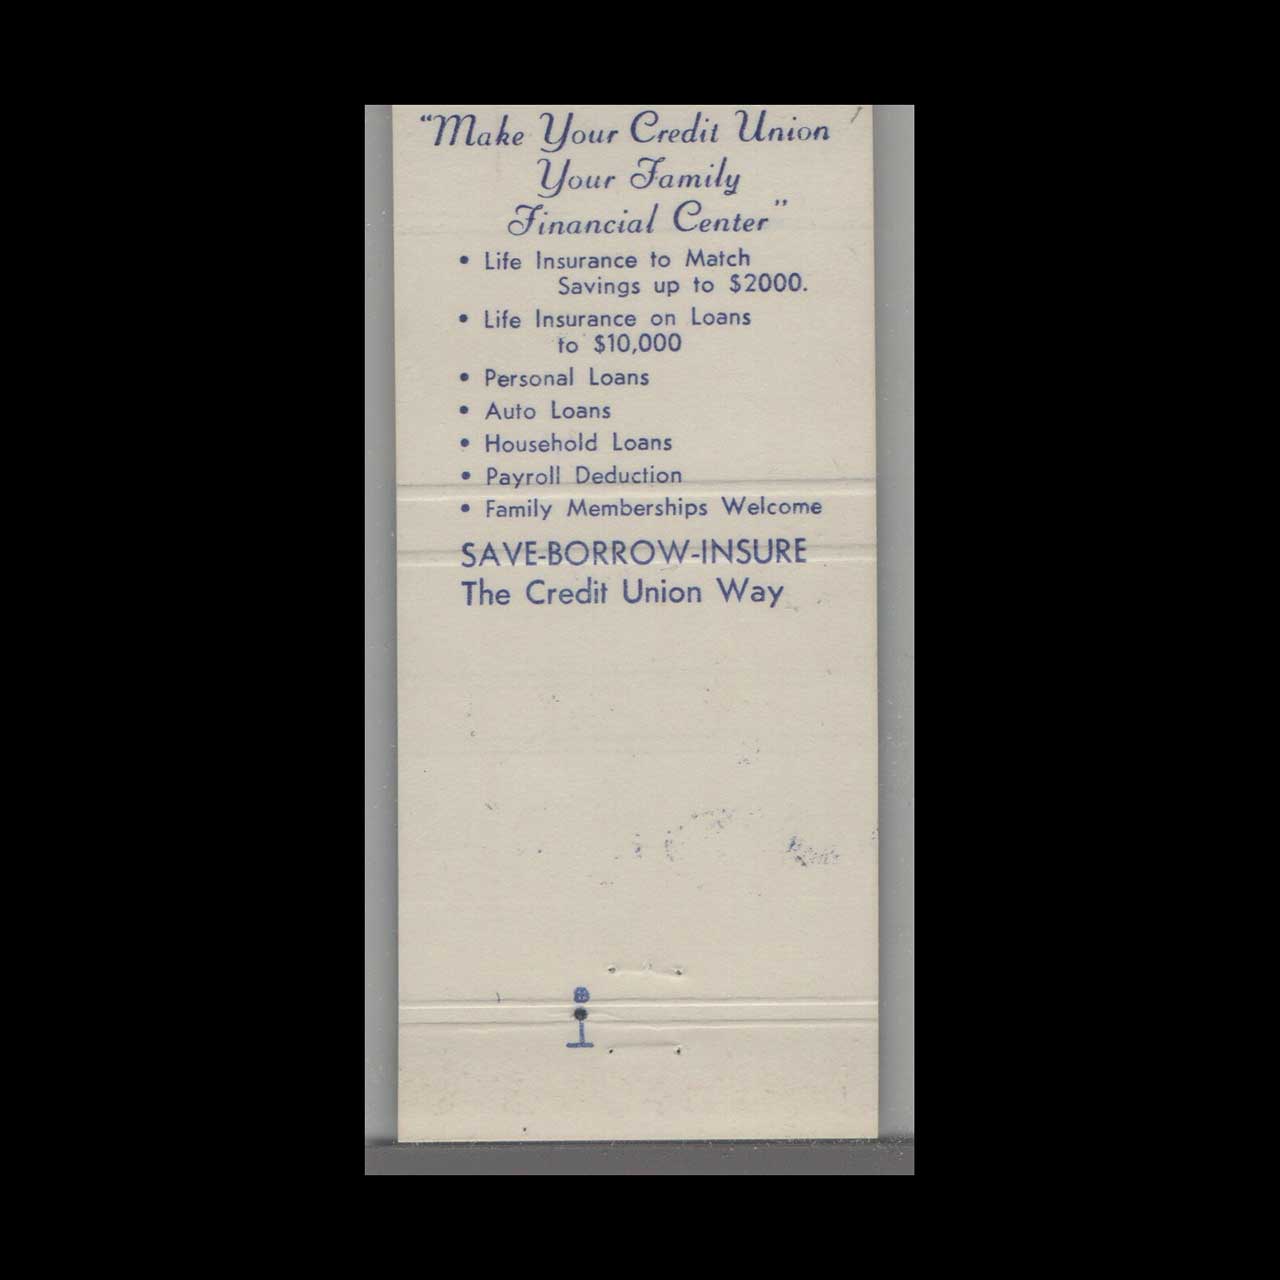 “Make Your Credit Union
Your Family
Financial Center”
• Life Insurance to Match
Savings up to $2000.
• Life Insurance on Loans
to $10,000
• Personal Loans
• Auto Loans
• Household Loans
• Payroll Deduction
• Family Memberships Welcome
SAVE-BORROW-INSURE
The Credit Union Way